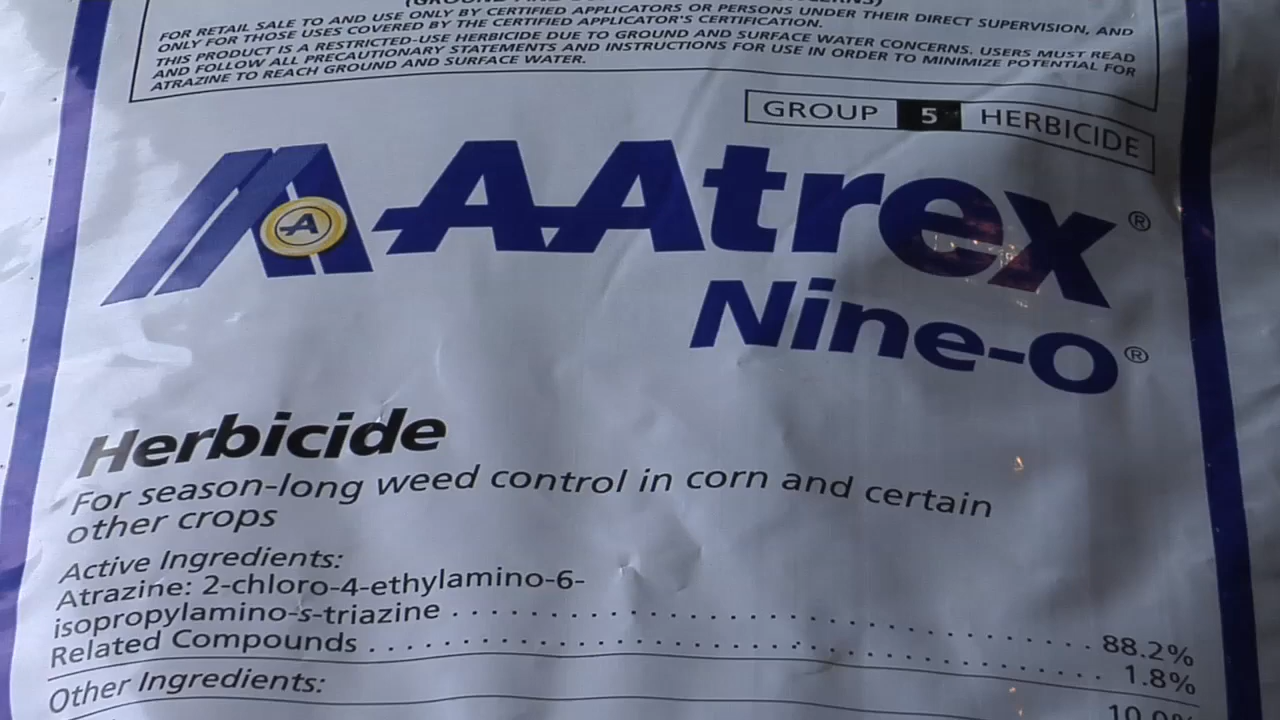 FOR RETAIL SALE TO AND USE ONLY BY CERTIFIED APPLICATORS OR PERSONS UNDER THEIR DIRECT SUPERVISION, AND
ONLY FOR THOSE USES COVERED BY THE CERTIFIED APPLICATOR'S CERTIFICATION.
THIS PRODUCT IS A RESTRICTED-USE HERBICIDE DUE TO GROUND AND SURFACE WATER CONCERNS. USERS MUST READ
AND FOLLOW ALL PRECAUTIONARY STATEMENTS AND INSTRUCTIONS FOR USE IN ORDER TO MINIMIZE POTENTIAL FOR
ATRAZINE TO REACH GROUND AND SURFACE WATER.
GROUP 5 HERBICIDE
A
AAtrex®
Nine-O®
Herbicide
For season-long weed control in corn and certain
other crops
Active Ingredients:
Atrazine: 2-chloro-4-ethylamino-6-
isopropylamino-s-triazine . . . . . . . . . . . . . . . . . . . . . . . . . . . . . . 88.2%
Related Compounds . . . . . . . . . . . . . . . . . . . . . . . . . . . . . . . . . . 1.8%
Other Ingredients: